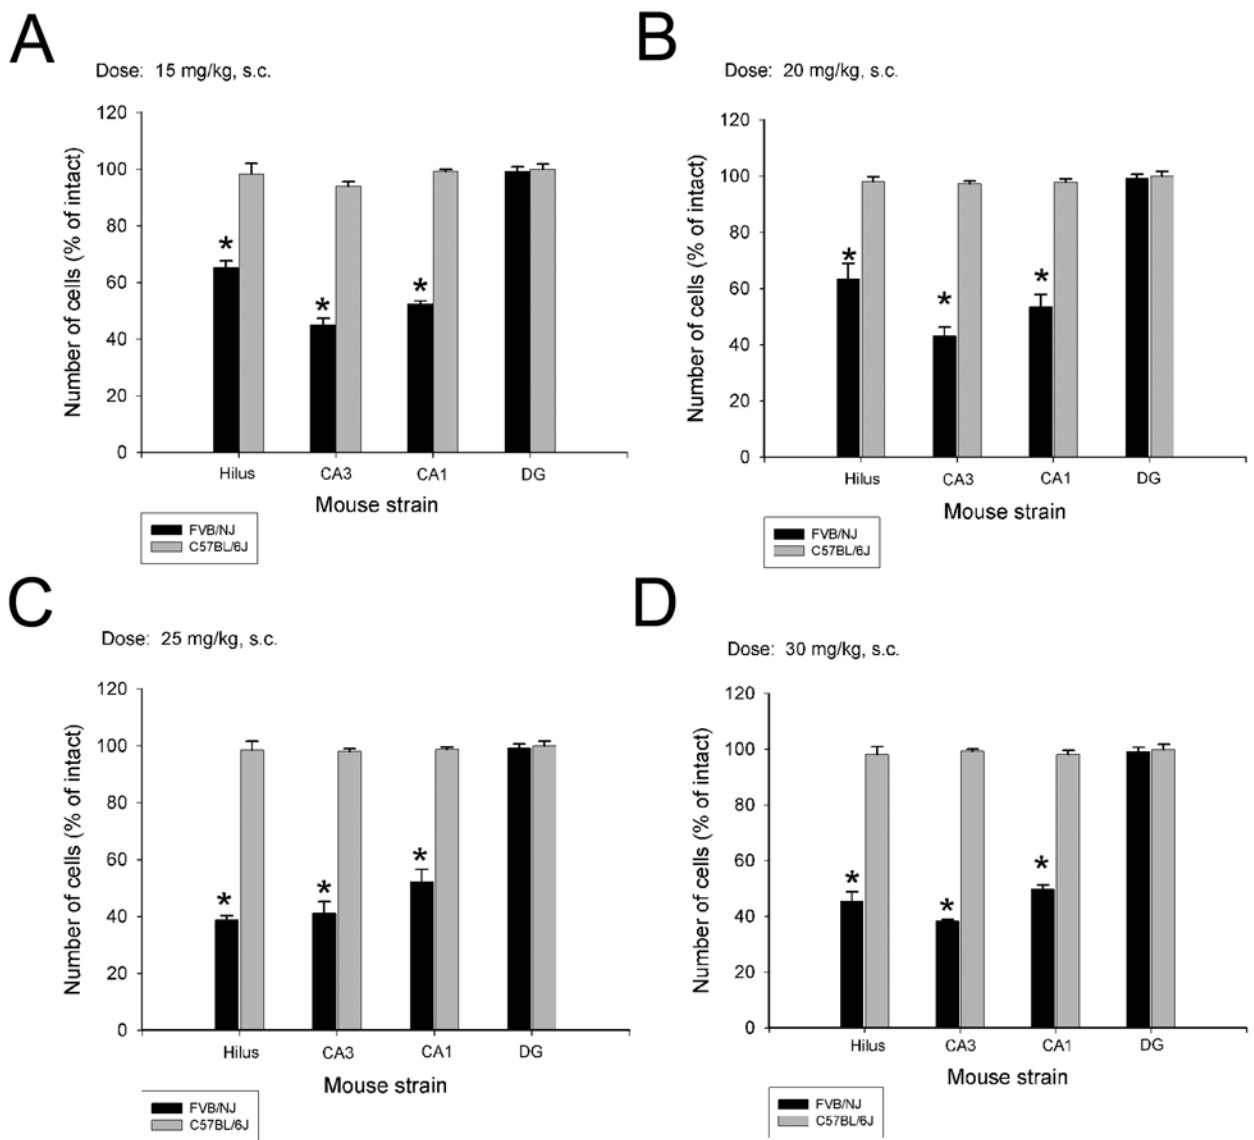 A
Dose: 15 mg/kg, s.c.
Number of cells (% of intact)
120
100
80
60
40
20
0
*
*
*
Hilus
CA3
CA1
DG
Mouse strain
FVB/NJ
C57BL/6J
B
Dose: 20 mg/kg, s.c.
Number of cells (% of intact)
120
100
80
60
40
20
0
*
*
*
Hilus
CA3
CA1
DG
Mouse strain
FVB/NJ
C57BL/6J
C
Dose: 25 mg/kg, s.c.
Number of cells (% of intact)
120
100
80
60
40
20
0
*
*
*
Hilus
CA3
CA1
DG
Mouse strain
FVB/NJ
C57BL/6J
D
Dose: 30 mg/kg, s.c.
Number of cells (% of intact)
120
100
80
60
40
20
0
*
*
*
Hilus
CA3
CA1
DG
Mouse strain
FVB/NJ
C57BL/6J